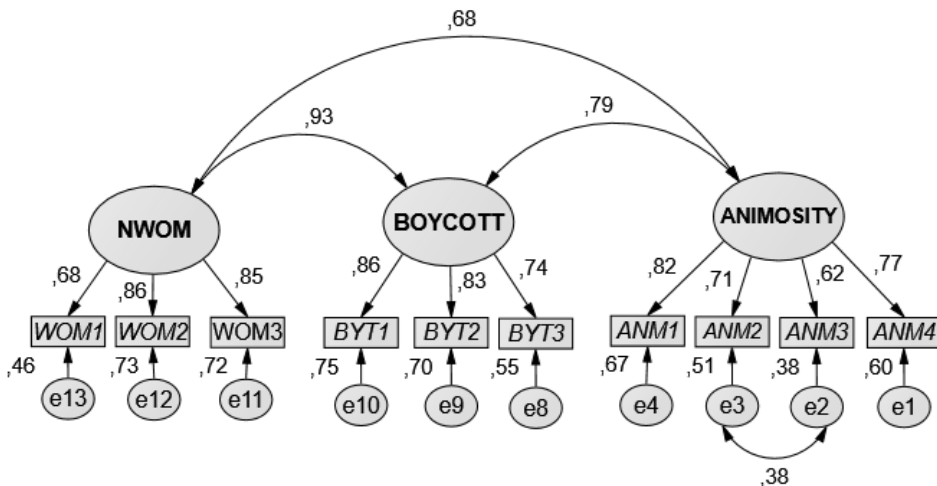 ,68
,93
,79
NWOM
BOYCOTT
ANIMOSITY
,68
,86
,85
,86
,83
,74
,82
,71
,62
,77
WOM1
WOM2
WOM3
BYT1
BYT2
BYT3
ANM1
ANM2
ANM3
ANM4
,46
,73
,72
,75
,70
,55
,67
,51
,38
,60
e13
e12
e11
e10
e9
e8
e4
e3
e2
e1
,38